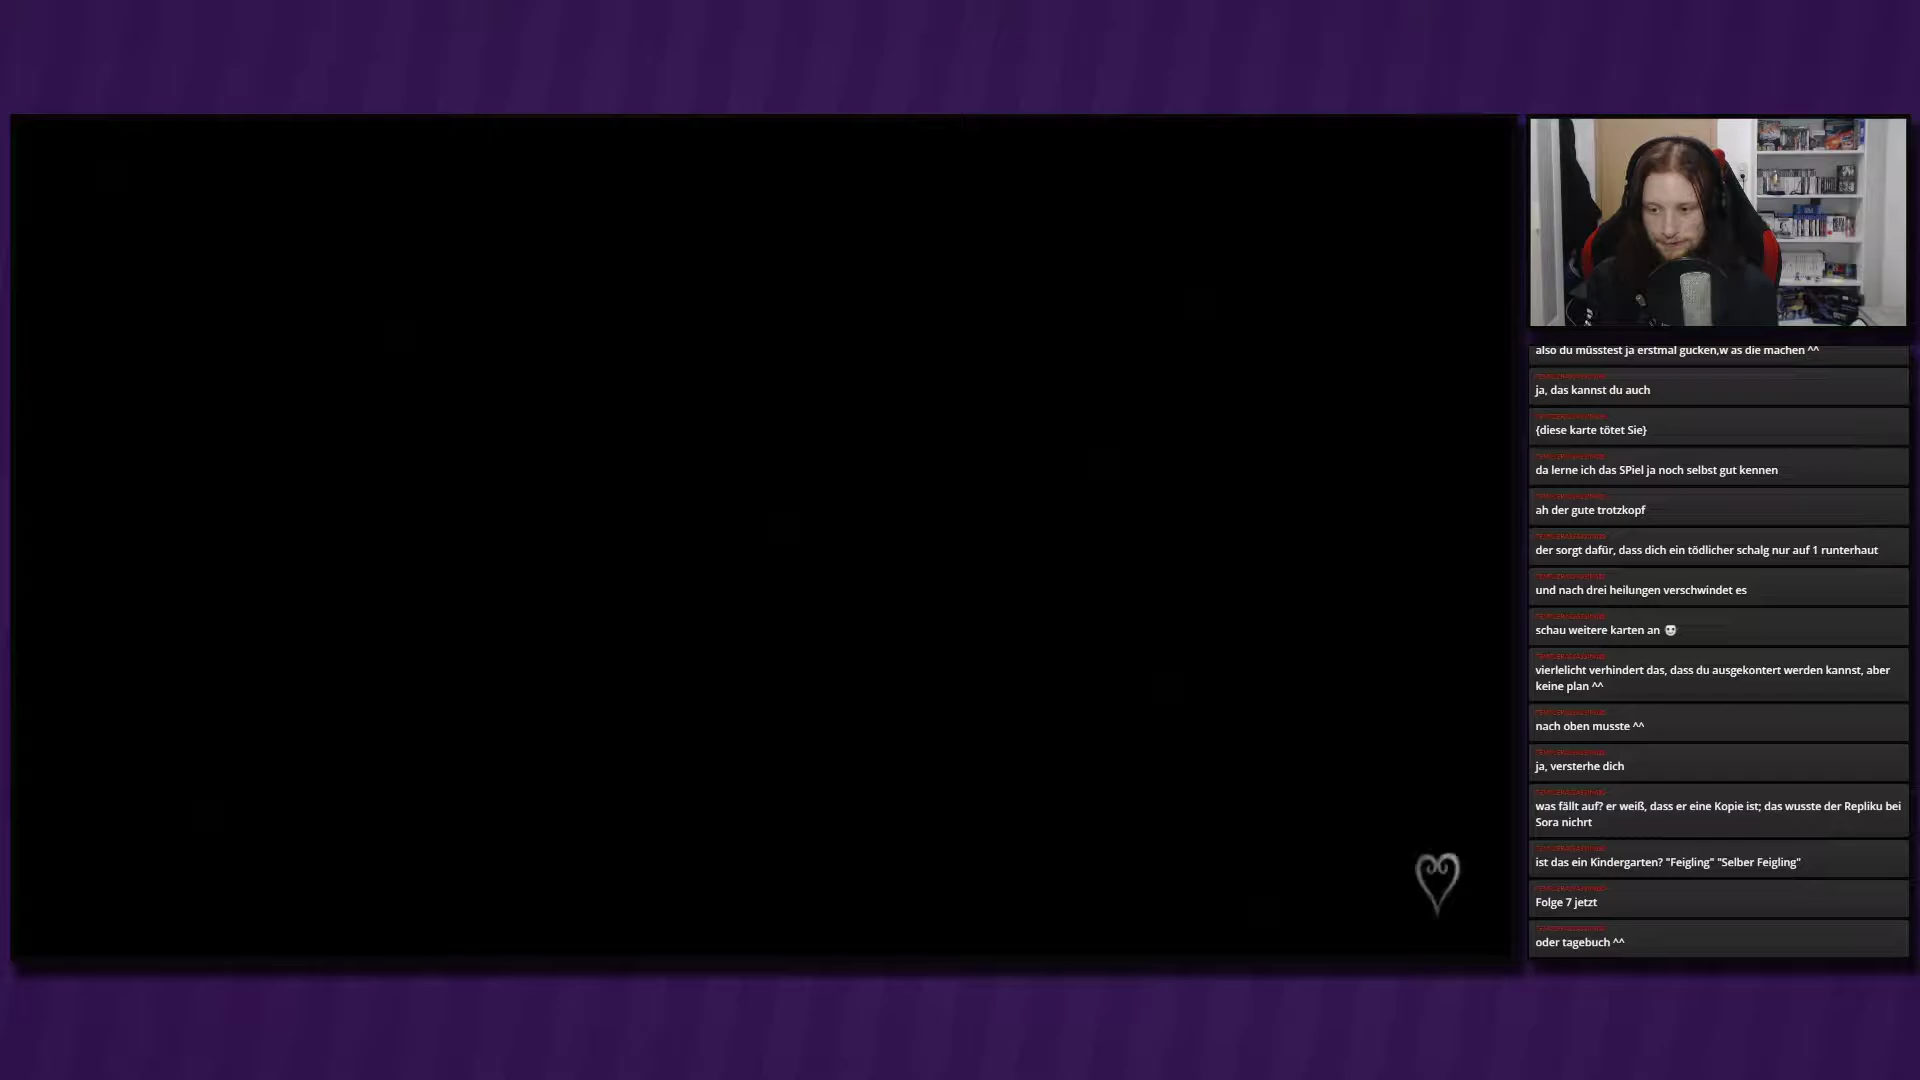 also du müsstest ja erstmal gucken,w as die machen ^^
ja, das kannst du auch
{diese karte tötet Sie}
da lerne ich das SPiel ja noch selbst gut kennen
ah der gute trotzkopf
der sorgt dafür, dass dich ein tödlicher schalg nur auf 1 runterhaut
und nach drei heilungen verschwindet es
schau weitere karten an
vierlelicht verhindert das, dass du ausgekontert werden kannst, aber
keine plan ^^
nach oben musste ^^
ja, versterhe dich
was fällt auf? er weiß, dass er eine Kopie ist; das wusste der Repliku bei
Sora nichrt
ist das ein Kindergarten? "Feigling" "Selber Feigling"
Folge 7 jetzt
oder tagebuch ^^